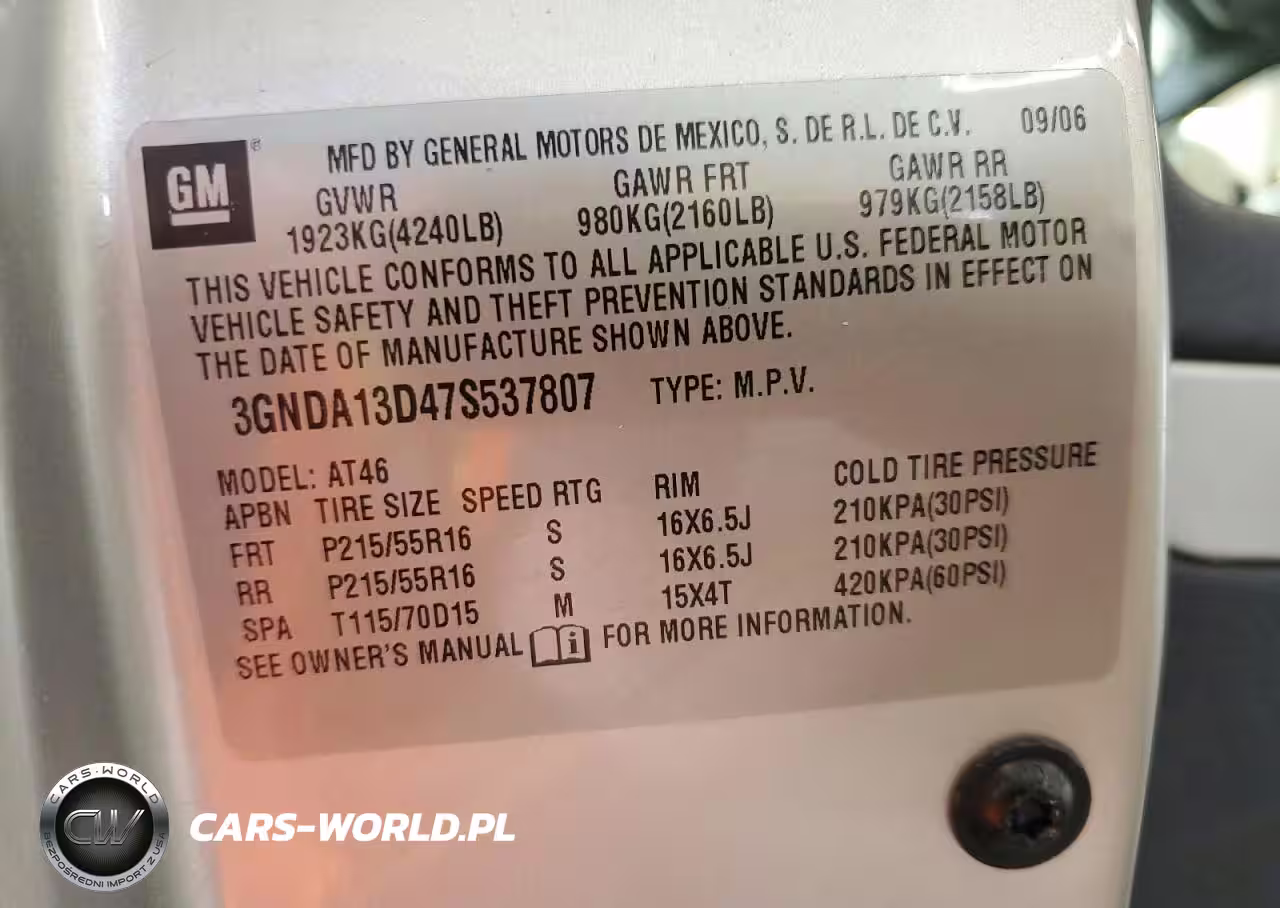 GM ®
MFD BY GENERAL MOTORS DE MEXICO, S. DE R.L. DE C.V. 09/06
GVWR GAWR FRT GAWR RR
1923KG(4240LB) 980KG(2160LB) 979KG(2158LB)
THIS VEHICLE CONFORMS TO ALL APPLICABLE U.S. FEDERAL MOTOR
VEHICLE SAFETY AND THEFT PREVENTION STANDARDS IN EFFECT ON
THE DATE OF MANUFACTURE SHOWN ABOVE.
3GNDA13D47S537807 TYPE: M.P.V.
MODEL: AT46
APBN TIRE SIZE SPEED RTG RIM COLD TIRE PRESSURE
FRT P215/55R16 S 16X6.5J 210KPA(30PSI)
RR P215/55R16 S 16X6.5J 210KPA(30PSI)
SPA T115/70D15 M 15X4T 420KPA(60PSI)
SEE OWNER'S MANUAL i FOR MORE INFORMATION.
CARS-WORLD
CW
BEZPOŚREDNI IMPORT Z USA
CARS-WORLD.PL